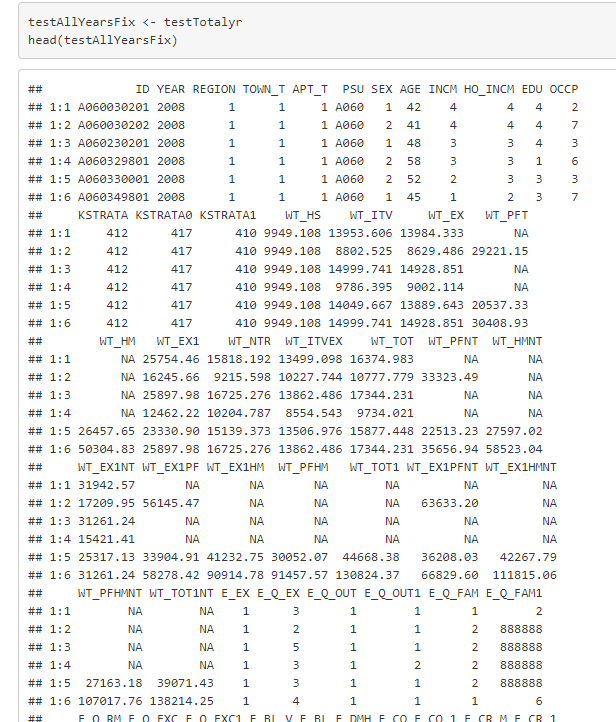 testAllYearsFix <- testTotalyr
head(testAllYearsFix)
## ID YEAR REGION TOWN_T APT_T PSU SEX AGE INCM HO_INCM EDU OCCP
## 1:1 A060030201 2008 1 1 1 A060 1 42 4 4 4 2
## 1:2 A060030202 2008 1 1 1 A060 2 41 4 4 4 7
## 1:3 A060230201 2008 1 1 1 A060 1 48 3 3 4 3
## 1:4 A060329801 2008 1 1 1 A060 2 58 3 3 1 6
## 1:5 A060330001 2008 1 1 1 A060 2 52 2 3 3 3
## 1:6 A060349801 2008 1 1 1 A060 1 45 1 2 3 7
## KSTRATA KSTRATA0 KSTRATA1 WT_HS WT_ITV WT_EX WT_PFT
## 1:1 412 417 410 9949.108 13953.606 13984.333 NA
## 1:2 412 417 410 9949.108 8802.525 8629.486 29221.15
## 1:3 412 417 410 9949.108 14999.741 14928.851 NA
## 1:4 412 417 410 9949.108 9786.395 9002.114 NA
## 1:5 412 417 410 9949.108 14049.667 13889.643 20537.33
## 1:6 412 417 410 9949.108 14999.741 14928.851 30408.93
## WT_HM WT_EX1 WT_NTR WT_ITVEX WT_TOT WT_PFNT WT_HMNT
## 1:1 NA 25754.46 15818.192 13499.098 16374.983 NA NA
## 1:2 NA 16245.66 9215.598 10227.744 10777.779 33323.49 NA
## 1:3 NA 25897.98 16725.276 13862.486 17344.231 NA NA
## 1:4 NA 12462.22 10204.787 8554.543 9734.021 NA NA
## 1:5 26457.65 23330.90 15139.373 13506.976 15877.448 22513.23 27597.02
## 1:6 50304.83 25897.98 16725.276 13862.486 17344.231 35656.94 58523.04
## WT_EX1NT WT_EX1PF WT_EX1HM WT_PFHM WT_TOT1 WT_EX1PFNT WT_EX1HMNT
## 1:1 31942.57 NA NA NA NA NA NA
## 1:2 17209.95 56145.47 NA NA NA 63633.20 NA
## 1:3 31261.24 NA NA NA NA NA NA
## 1:4 15421.41 NA NA NA NA NA NA
## 1:5 25317.13 33904.91 41232.75 30052.07 44668.38 36208.03 42267.79
## 1:6 31261.24 58278.42 90914.78 91457.57 130824.37 66829.60 111815.06
## WT_PFHMNT WT_TOT1NT E_EX E_Q_EX E_Q_OUT E_Q_OUT1 E_Q_FAM E_Q_FAM1
## 1:1 NA NA 1 3 1 1 1 2
## 1:2 NA NA 1 2 1 1 2 888888
## 1:3 NA NA 1 5 1 1 2 888888
## 1:4 NA NA 1 3 1 2 2 888888
## 1:5 27163.18 39071.43 1 3 1 1 2 888888
## 1:6 107017.76 138214.25 1 4 1 1 1 6